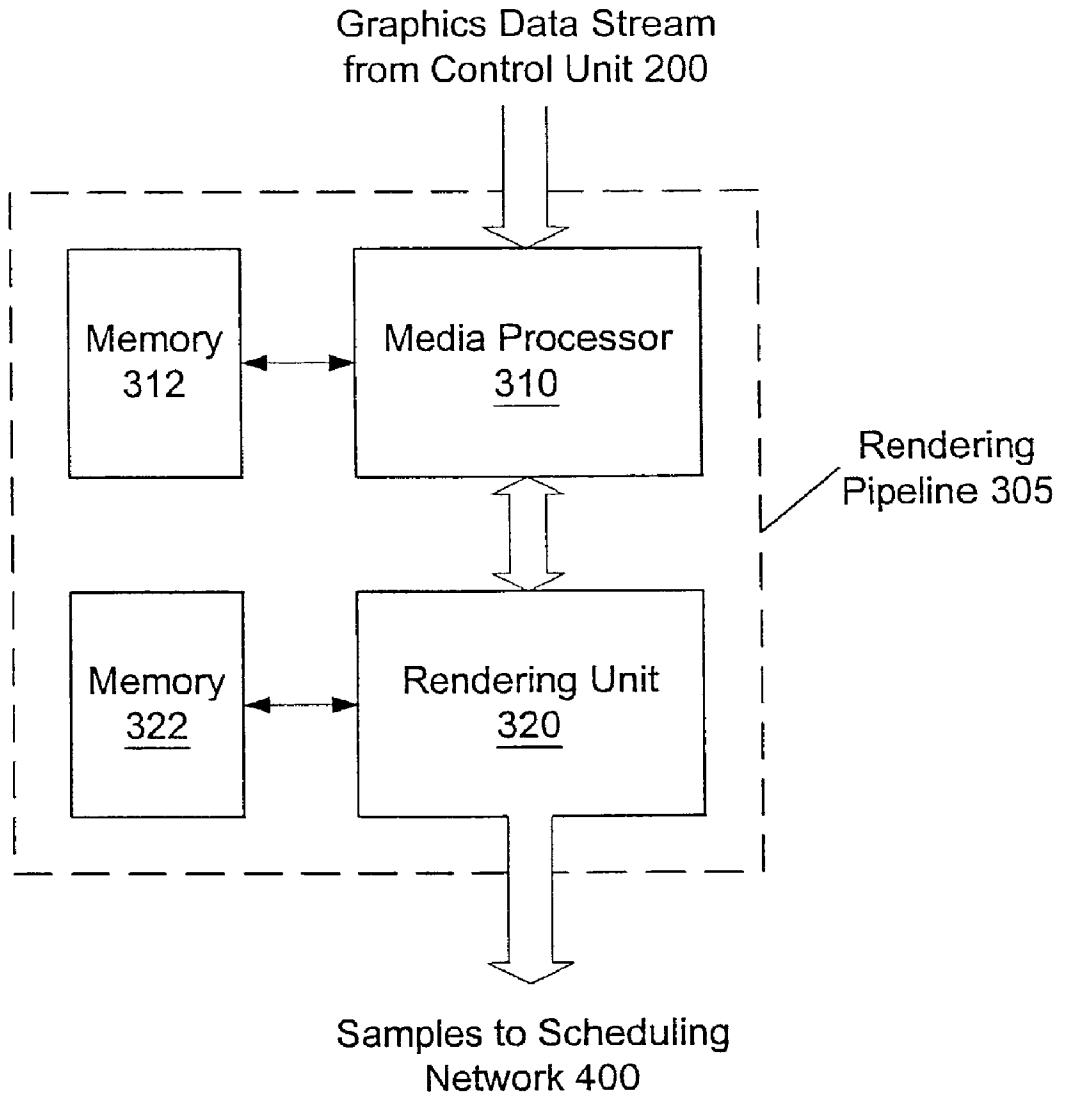 Graphics Data Stream
from Control Unit 200
Memory
312
Media Processor
310
Rendering
Pipeline 305
Memory
322
Rendering Unit
320
Samples to Scheduling
Network 400